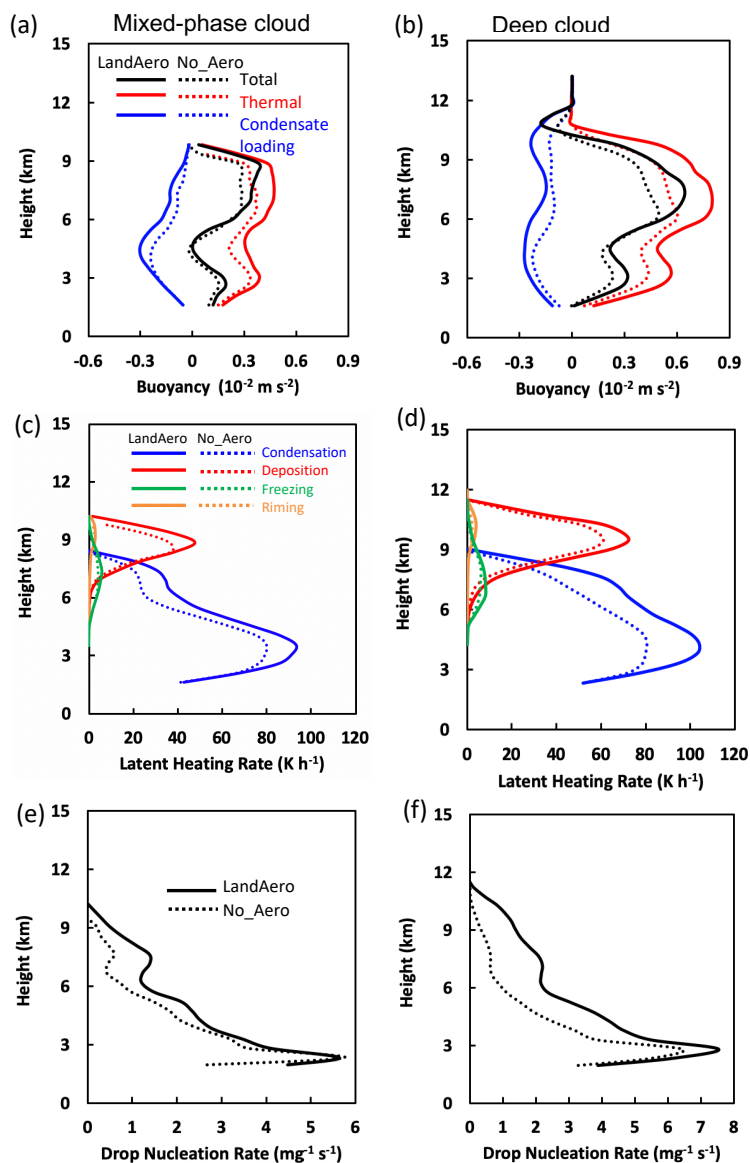 (a) Mixed-phase cloud
LandAero No_Aero
Total
Thermal
Condensate
loading
15
12
9
6
3
0
Height (km)
-0.6 -0.3 0 0.3 0.6 0.9
Buoyancy (10⁻² m s⁻²)
(b) Deep cloud
15
12
9
6
3
0
Height (km)
-0.6 -0.3 0 0.3 0.6 0.9
Buoyancy (10⁻² m s⁻²)
(c)
LandAero No_Aero
Condensation
Deposition
Freezing
Riming
15
12
9
6
3
0
Height (km)
0 20 40 60 80 100 120
Latent Heating Rate (K h⁻¹)
(d)
15
12
9
6
3
0
Height (km)
0 20 40 60 80 100 120
Latent Heating Rate (K h⁻¹)
(e)
LandAero
No_Aero
15
12
9
6
3
0
Height (km)
0 1 2 3 4 5 6
Drop Nucleation Rate (mg⁻¹ s⁻¹)
(f)
15
12
9
6
3
0
Height (km)
0 1 2 3 4 5 6 7 8
Drop Nucleation Rate (mg⁻¹ s⁻¹)